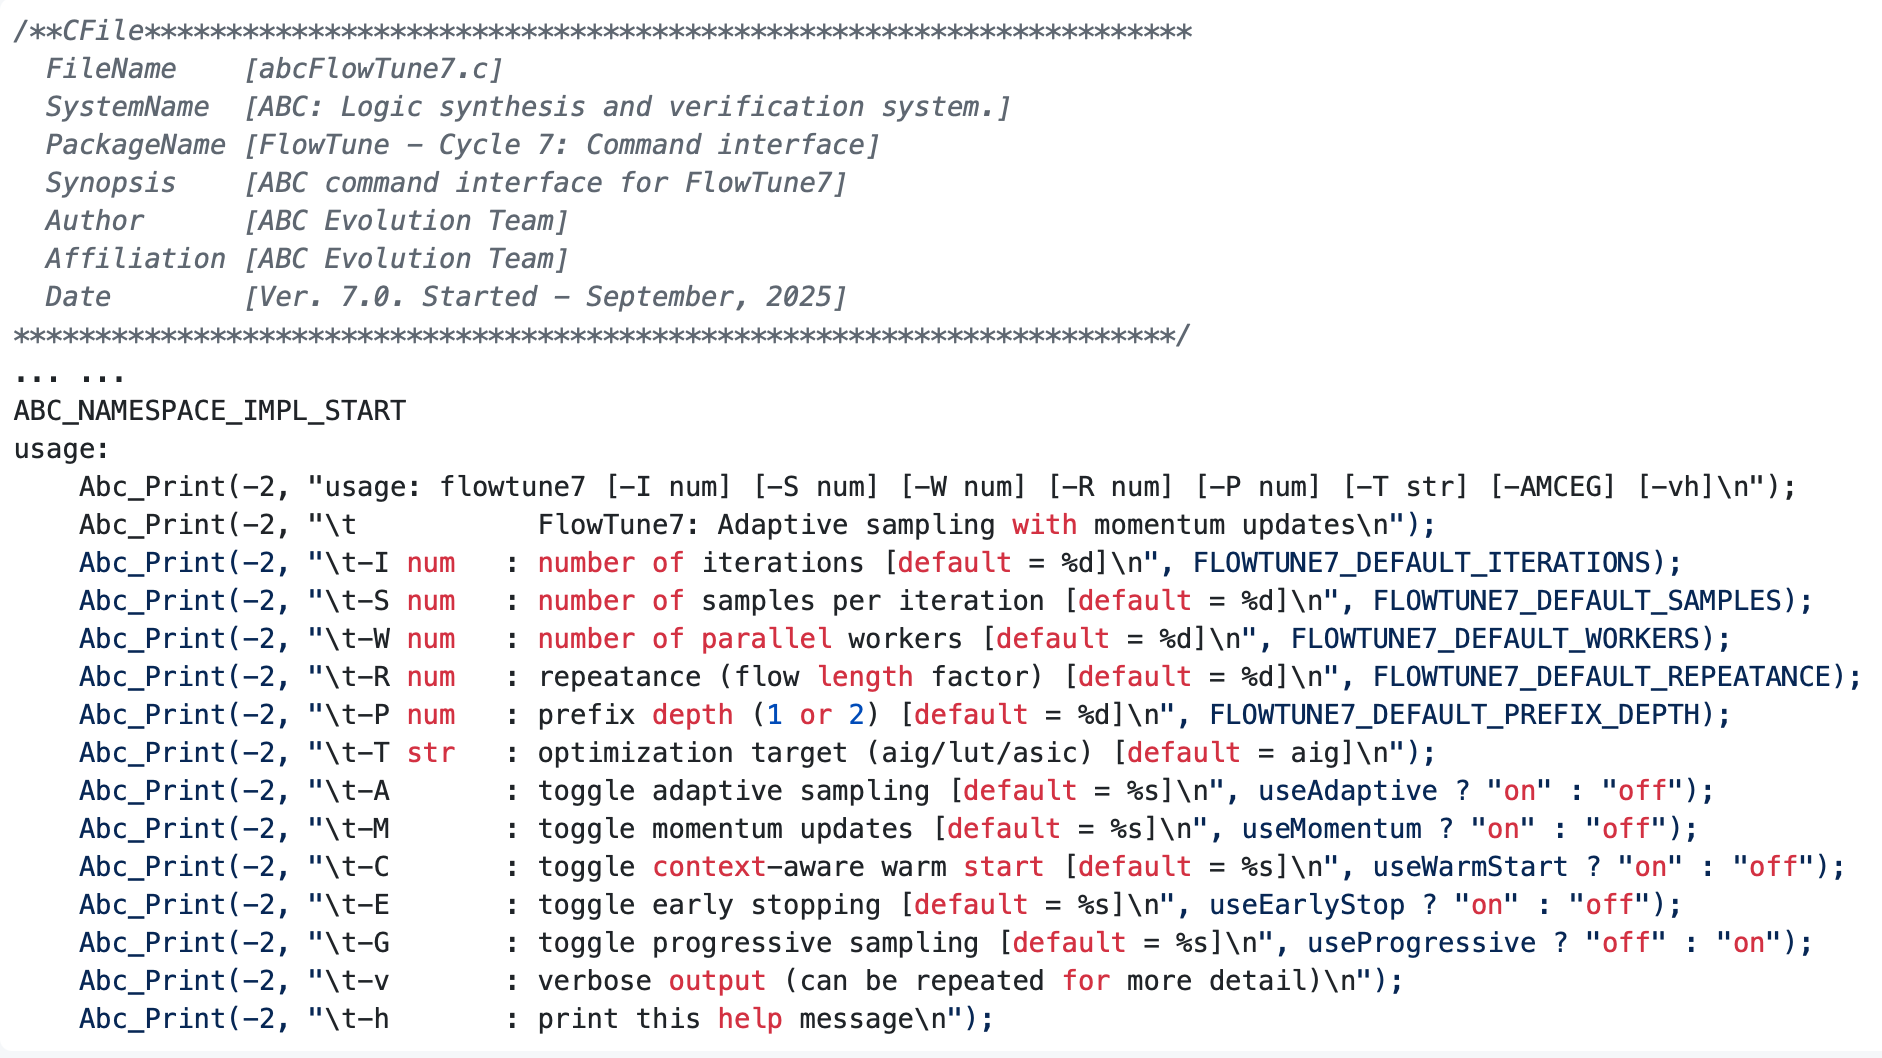 /**CFile****************************************************************
  FileName    [abcFlowTune7.c]
  SystemName  [ABC: Logic synthesis and verification system.]
  PackageName [FlowTune - Cycle 7: Command interface]
  Synopsis    [ABC command interface for FlowTune7]
  Author      [ABC Evolution Team]
  Affiliation [ABC Evolution Team]
  Date        [Ver. 7.0. Started - September, 2025]
***********************************************************************/
... ...
ABC_NAMESPACE_IMPL_START
usage:
    Abc_Print(-2, "usage: flowtune7 [-I num] [-S num] [-W num] [-R num] [-P num] [-T str] [-AMCEG] [-vh]\n");
    Abc_Print(-2, "\t           FlowTune7: Adaptive sampling with momentum updates\n");
    Abc_Print(-2, "\t-I num   : number of iterations [default = %d]\n", FLOWTUNE7_DEFAULT_ITERATIONS);
    Abc_Print(-2, "\t-S num   : number of samples per iteration [default = %d]\n", FLOWTUNE7_DEFAULT_SAMPLES);
    Abc_Print(-2, "\t-W num   : number of parallel workers [default = %d]\n", FLOWTUNE7_DEFAULT_WORKERS);
    Abc_Print(-2, "\t-R num   : repeatance (flow length factor) [default = %d]\n", FLOWTUNE7_DEFAULT_REPEATANCE);
    Abc_Print(-2, "\t-P num   : prefix depth (1 or 2) [default = %d]\n", FLOWTUNE7_DEFAULT_PREFIX_DEPTH);
    Abc_Print(-2, "\t-T str   : optimization target (aig/lut/asic) [default = aig]\n");
    Abc_Print(-2, "\t-A       : toggle adaptive sampling [default = %s]\n", useAdaptive ? "on" : "off");
    Abc_Print(-2, "\t-M       : toggle momentum updates [default = %s]\n", useMomentum ? "on" : "off");
    Abc_Print(-2, "\t-C       : toggle context-aware warm start [default = %s]\n", useWarmStart ? "on" : "off");
    Abc_Print(-2, "\t-E       : toggle early stopping [default = %s]\n", useEarlyStop ? "on" : "off");
    Abc_Print(-2, "\t-G       : toggle progressive sampling [default = %s]\n", useProgressive ? "off" : "on");
    Abc_Print(-2, "\t-v       : verbose output (can be repeated for more detail)\n");
    Abc_Print(-2, "\t-h       : print this help message\n");